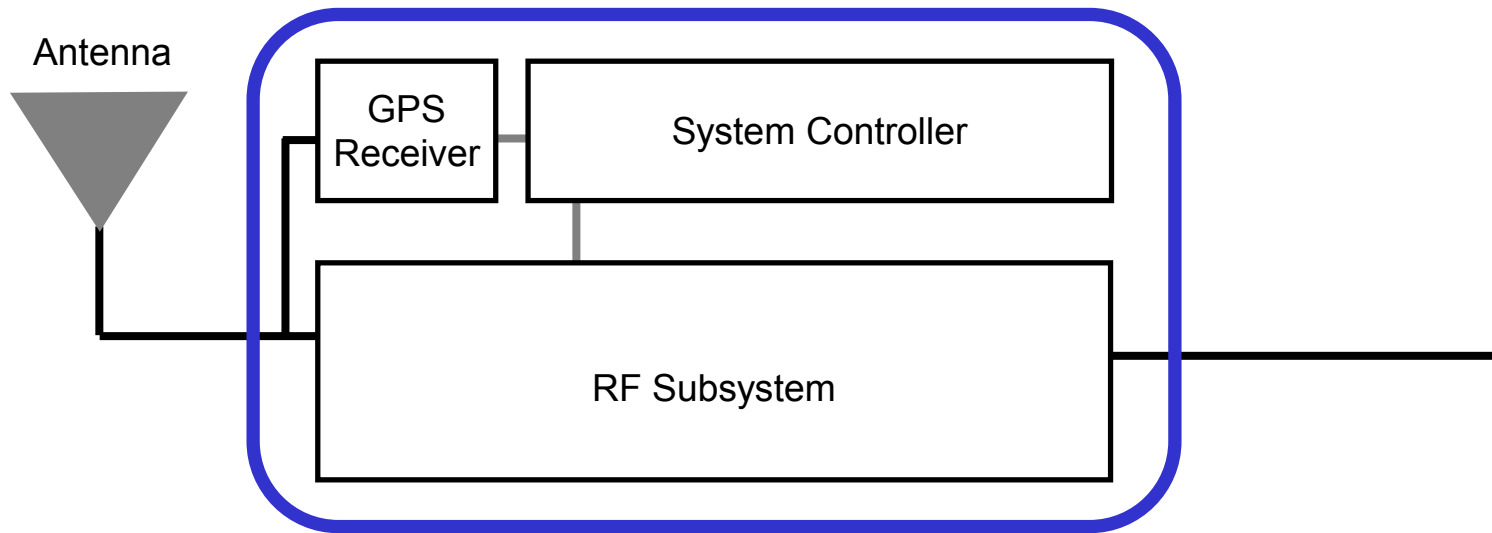 Antenna
GPS
Receiver
System Controller
RF Subsystem